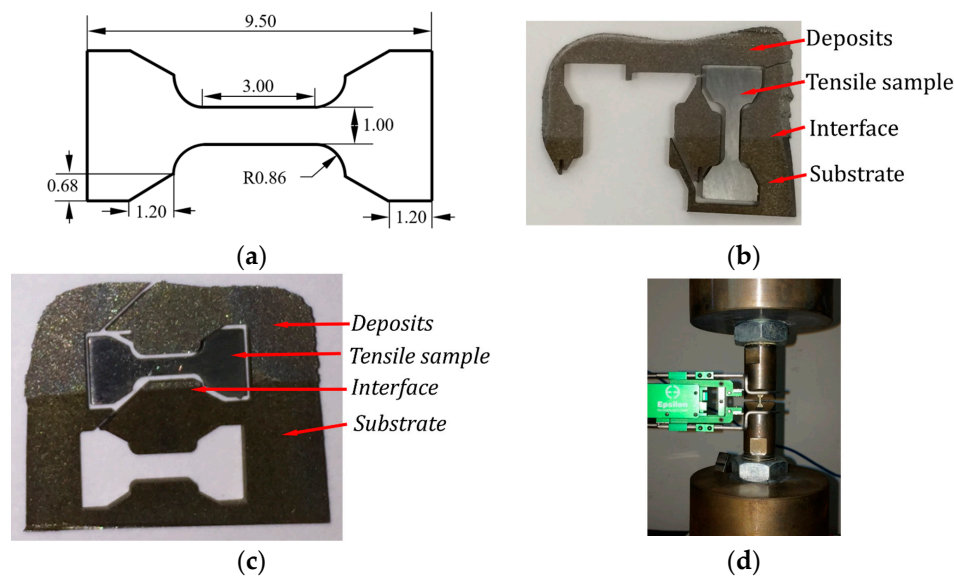 9.50
3.00
1.00
0.68
R0.86
1.20
1.20
(a)
Deposits
Tensile sample
Interface
Substrate
(b)
Deposits
Tensile sample
Interface
Substrate
(c)
Epsilon
(d)